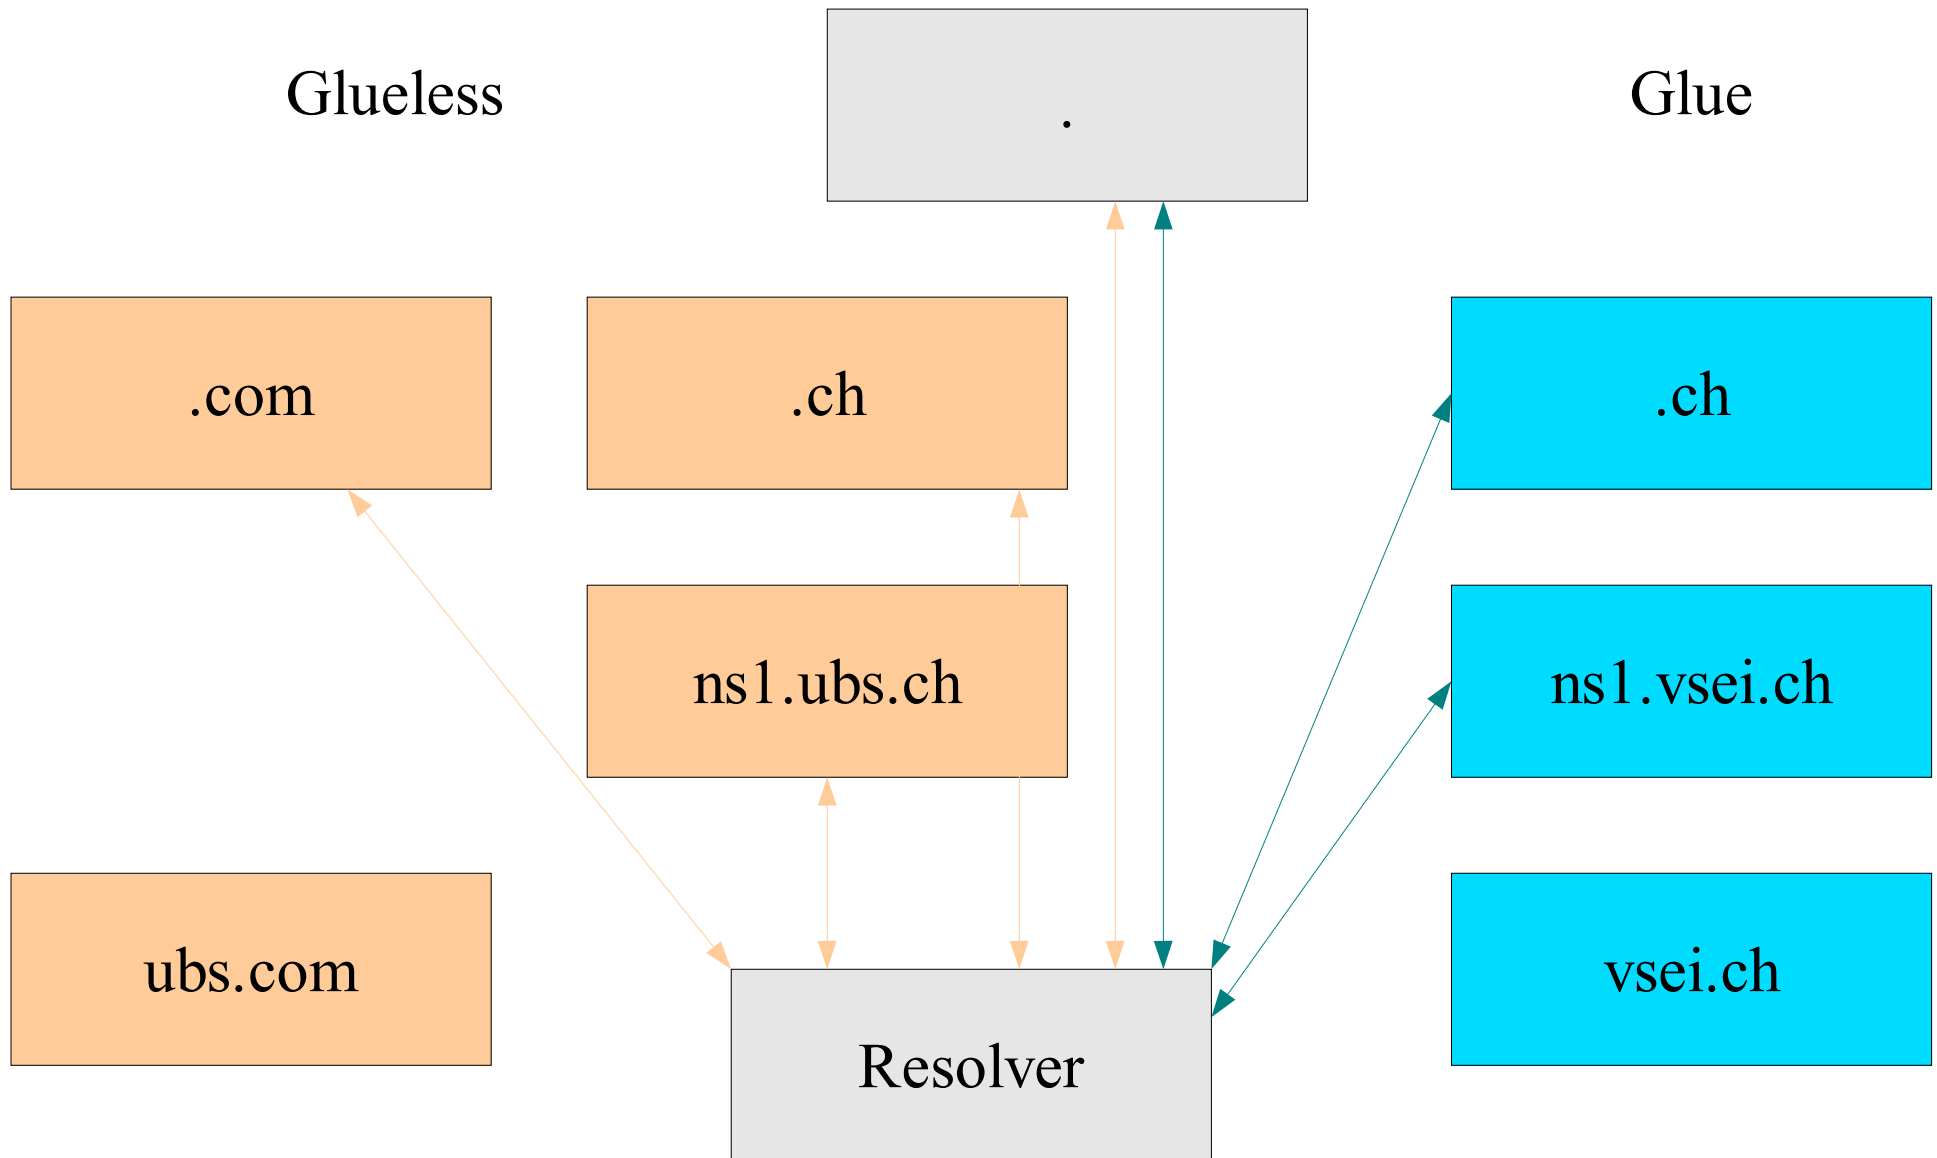 Glueless
.
Glue
.com
.ch
.ch
ns1.ubs.ch
ns1.vsei.ch
ubs.com
vsei.ch
Resolver